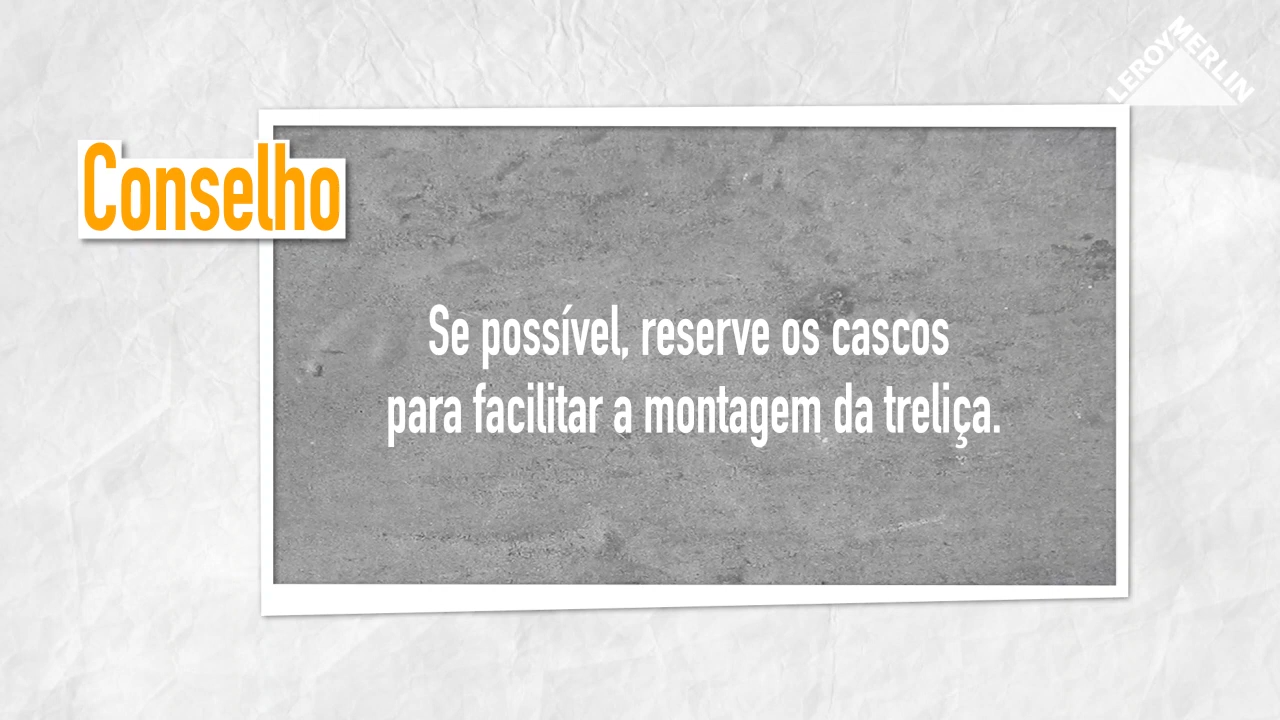 LEROY MERLIN
Conselho
Se possível, reserve os cascos
para facilitar a montagem da treliça.